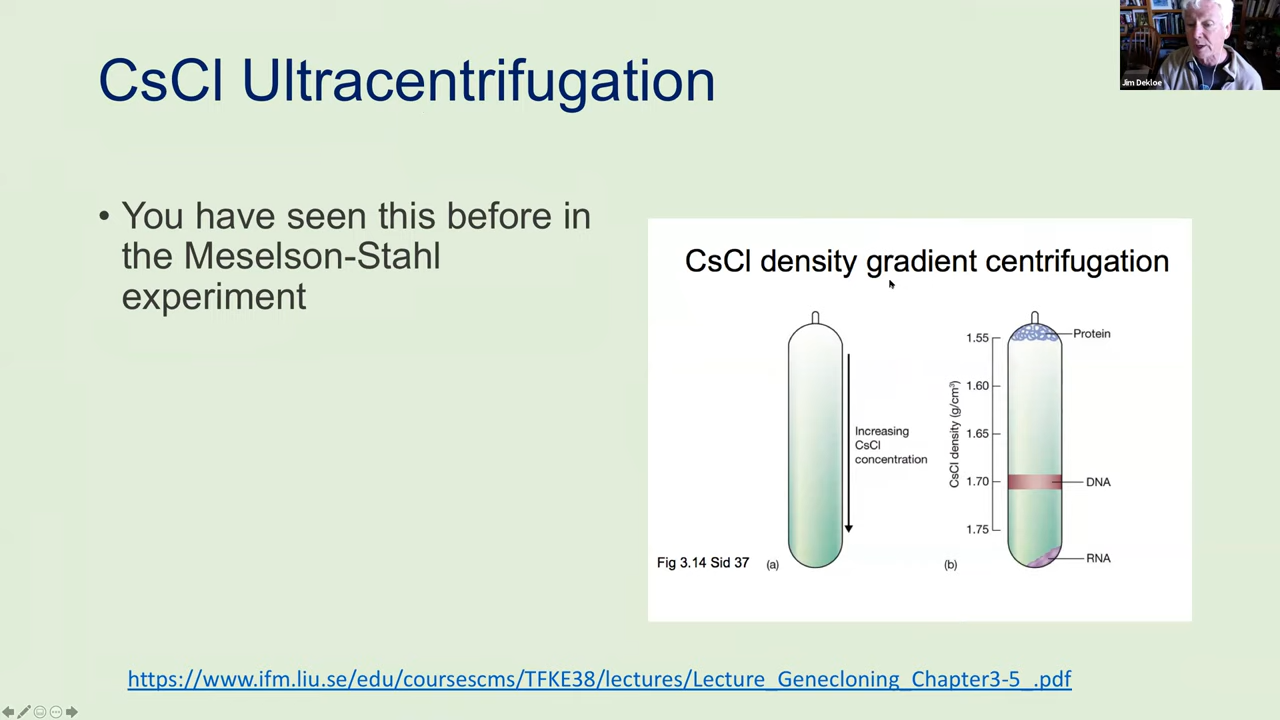 CsCl Ultracentrifugation
Jim Dekloe
• You have seen this before in
the Meselson-Stahl
experiment
CsCl density gradient centrifugation
Increasing
CsCl
concentration
Fig 3.14 Sid 37
(a)
CsCl density (g/cm³)
1.55
1.60
1.65
1.70
1.75
Protein
DNA
RNA
(b)
https://www.ifm.liu.se/edu/coursescms/TFKE38/lectures/Lecture_Genecloning_Chapter3-5_.pdf